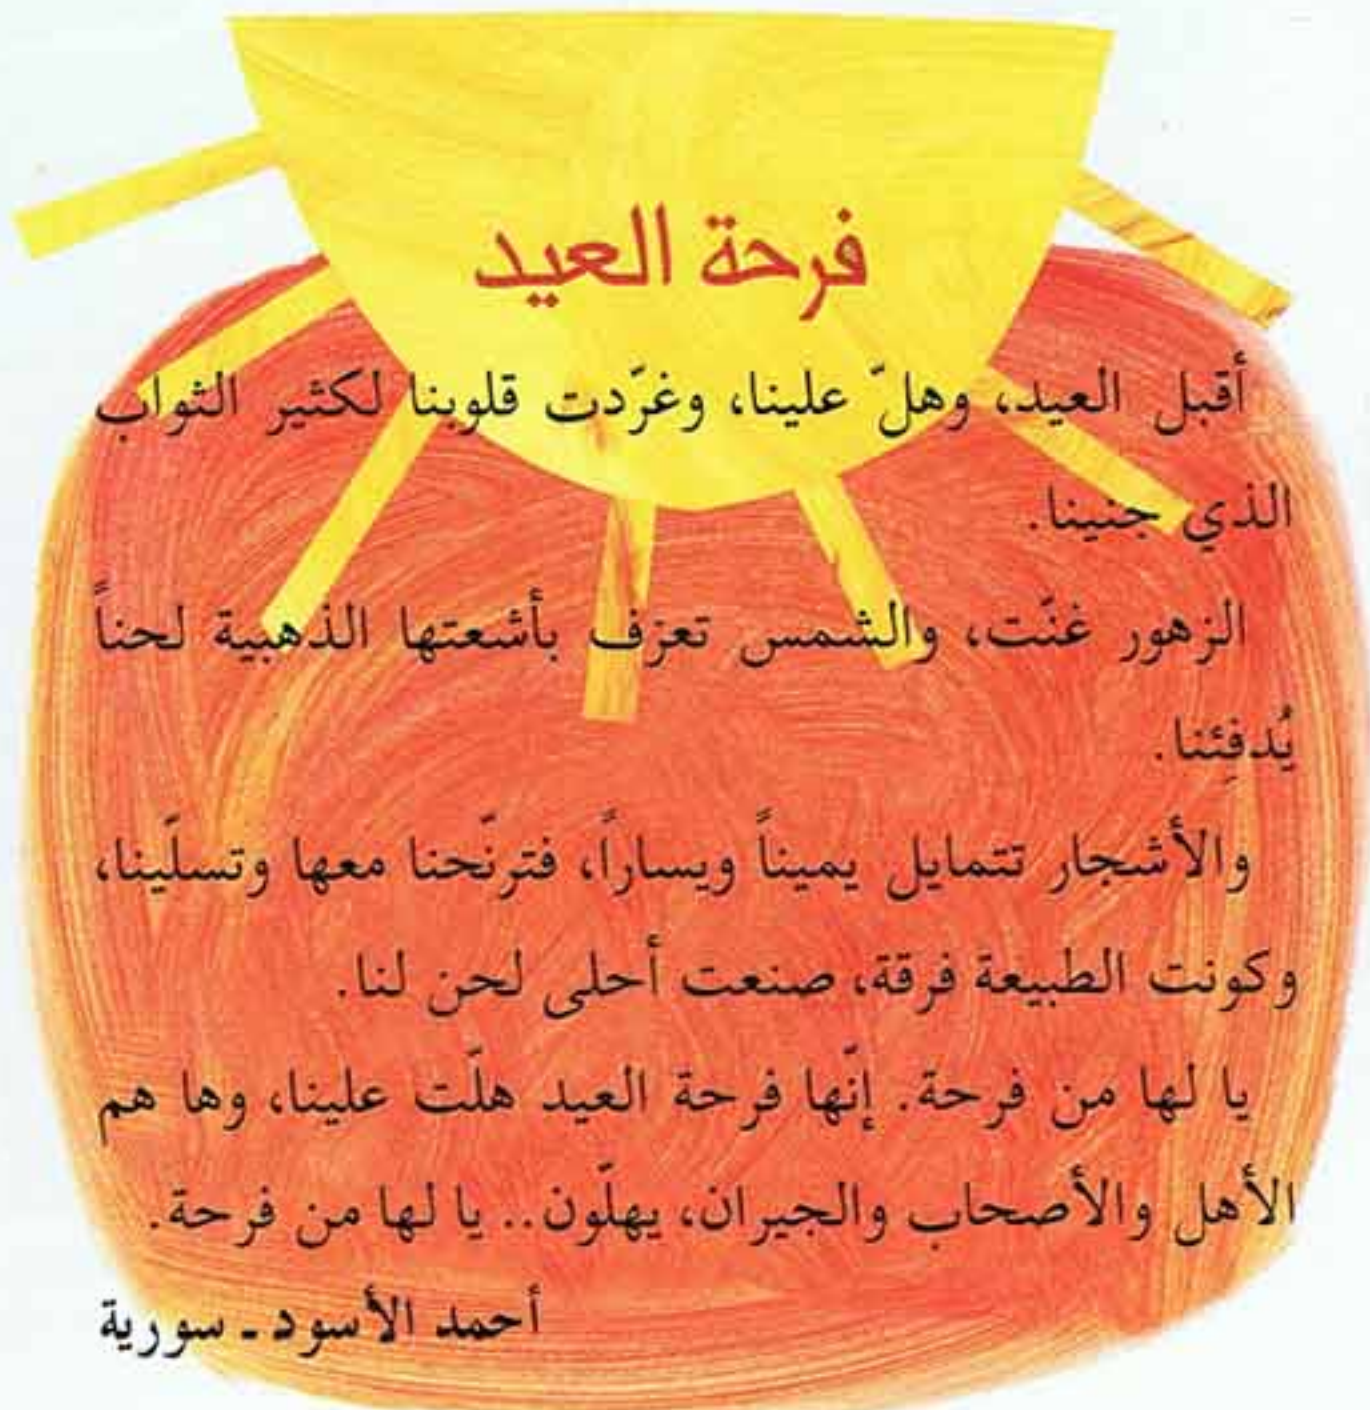 فرحة العيد
أقبل العيد، وهلّ علينا، وغرّدت قلوبنا لكثير الثواب
الذي جنينا.
الزهور غنّت، والشمس تعزف بأشعتها الذهبية لحناً
يُدفِئنا.
والأشجار تتمايل يميناً ويساراً، فترنّحنا معها وتسلّينا،
وكونت الطبيعة فرقة، صنعت أحلى لحن لنا.
يا لها من فرحة. إنّها فرحة العيد هلّت علينا، وها هم
الأهل والأصحاب والجيران، يهلّون.. يا لها من فرحة.
أحمد الأسود ـ سورية